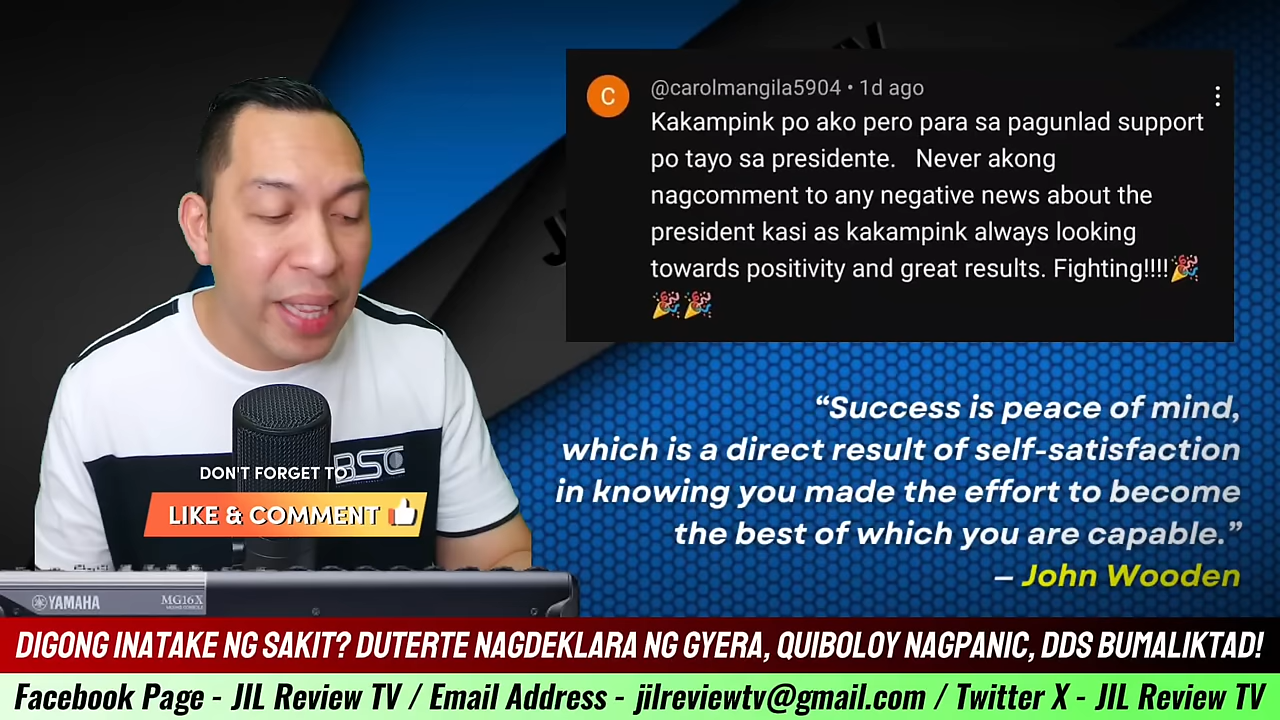 C
@carolmangila5904 • 1d ago
Kakampink po ako pero para sa pagunlad support
po tayo sa presidente. Never akong
nagcomment to any negative news about the
president kasi as kakampink always looking
towards positivity and great results. Fighting!!!!🎉
🎉🎉
“Success is peace of mind,
which is a direct result of self-satisfaction
in knowing you made the effort to become
the best of which you are capable.”
– John Wooden
BSC
DON'T FORGET TO
LIKE & COMMENT
YAMAHA MG16X
DIGONG INATAKE NG SAKIT? DUTERTE NAGDEKLARA NG GYERA, QUIBOLOY NAGPANIC, DDS BUMALIKTAD!
Facebook Page - JIL Review TV / Email Address - jilreviewtv@gmail.com / Twitter X - JIL Review TV